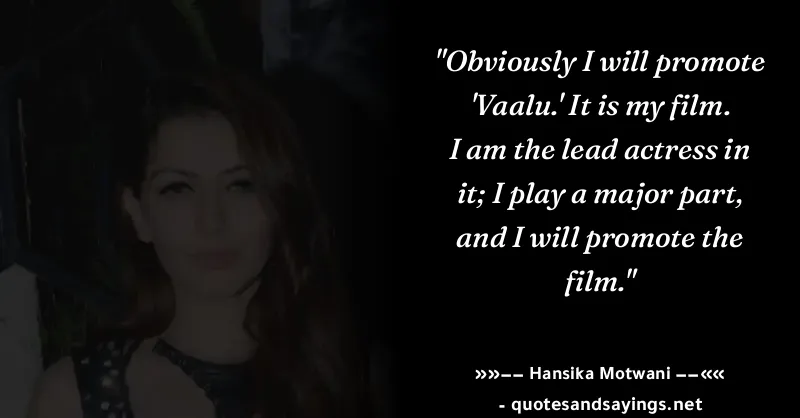 "Obviously I will promote
'Vaalu.' It is my film.
I am the lead actress in
it; I play a major part,
and I will promote the
film."
»»–– Hansika Motwani ––««
- quotesandsayings.net